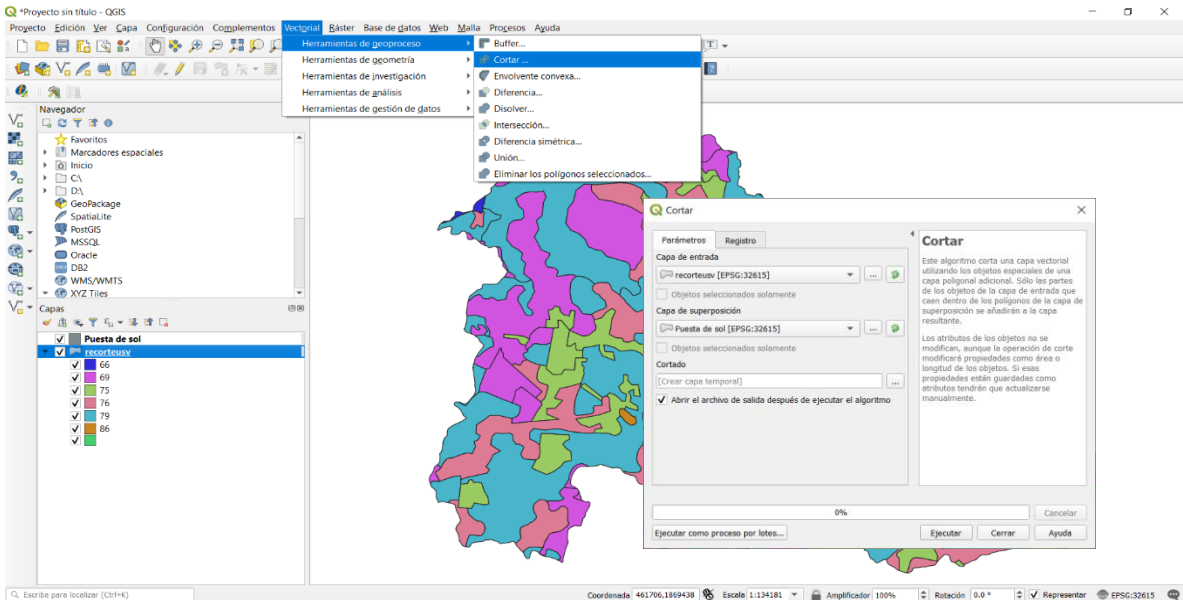 *Proyecto sin título - QGIS
Proyecto Edición Ver Capa Configuración Complementos Vectorial Ráster Base de datos Web Malla Procesos Ayuda
Herramientas de geoproceso
Herramientas de geometría
Herramientas de investigación
Herramientas de análisis
Herramientas de gestión de datos
Buffer...
Cortar ...
Envolvente convexa...
Diferencia...
Disolver...
Intersección...
Diferencia simétrica...
Unión...
Eliminar los polígonos seleccionados...
Navegador
Favoritos
Marcadores espaciales
Inicio
C:\
D:\
GeoPackage
SpatiaLite
PostGIS
MSSQL
Oracle
DB2
WMS/WMTS
XYZ Tiles
Capas
Puesta de sol
recorteusv
66
69
75
76
79
86
Cortar
Parámetros Registro
Capa de entrada
recorteusv [EPSG:32615]
Objetos seleccionados solamente
Capa de superposición
Puesta de sol [EPSG:32615]
Objetos seleccionados solamente
Cortado
[Crear capa temporal]
Abrir el archivo de salida después de ejecutar el algoritmo
Cortar
Este algoritmo corta una capa vectorial
utilizando los objetos espaciales de una
capa poligonal adicional. Sólo las partes
de los objetos de la capa de entrada que
caen dentro de los polígonos de la capa de
superposición se añadirán a la capa
resultante.
Los atributos de los objetos no se
modifican, aunque la operación de corte
modificará propiedades como área o
longitud de los objetos. Si esas
propiedades están guardadas como
atributos tendrán que actualizarse
manualmente.
0%
Cancelar
Ejecutar como proceso por lotes...
Ejecutar Cerrar Ayuda
Escriba para localizar (Ctrl+K)
Coordenada 461706,1869438 Escala 1:134181 Amplificador 100% Rotación 0.0 ° Representar EPSG:32615